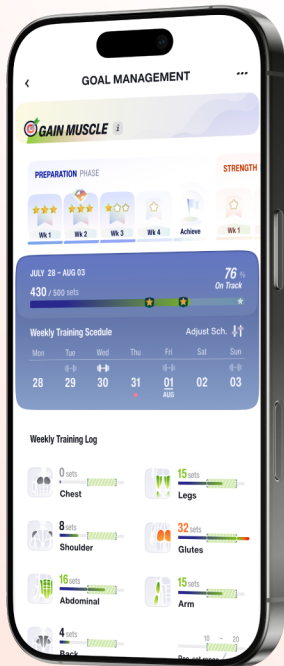 GOAL MANAGEMENT
GAIN MUSCLE i
PREPARATION PHASE
STRENGTH
Wk 1 Wk 2 Wk 3 Wk 4 Achieve Wk 1
JULY 28 – AUG 03
76 %
430 / 500 sets
On Track
Weekly Training Scedule
Adjust Sch.
Mon Tue Wed Thu Fri Sat Sun
28 29 30 31 01 02 03
AUG
Weekly Training Log
0 sets
Chest
15 sets
Legs
8 sets
Shoulder
32 sets
Glutes
16 sets
Abdominal
15 sets
Arm
4 sets
Back
10 – 20